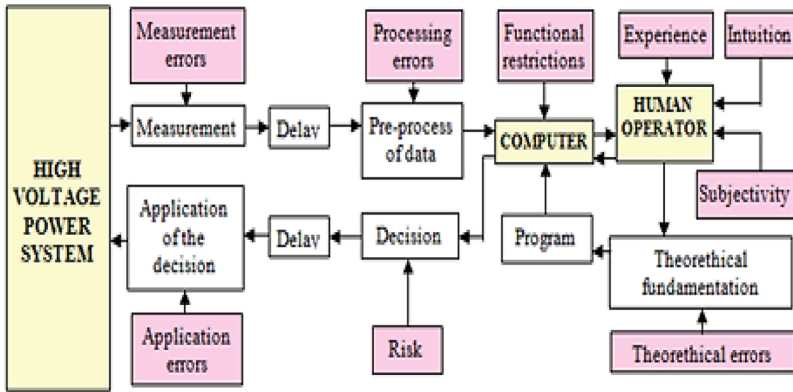 Measurement
errors
Processing
errors
Functional
restrictions
Experience
Intuition
HIGH
VOLTAGE
POWER
SYSTEM
Measurement
Delay
Pre-process
of data
COMPUTER
HUMAN
OPERATOR
Subjectivity
Application
of the
decision
Delay
Decision
Program
Theorethical
fundamentation
Application
errors
Risk
Theorethical errors